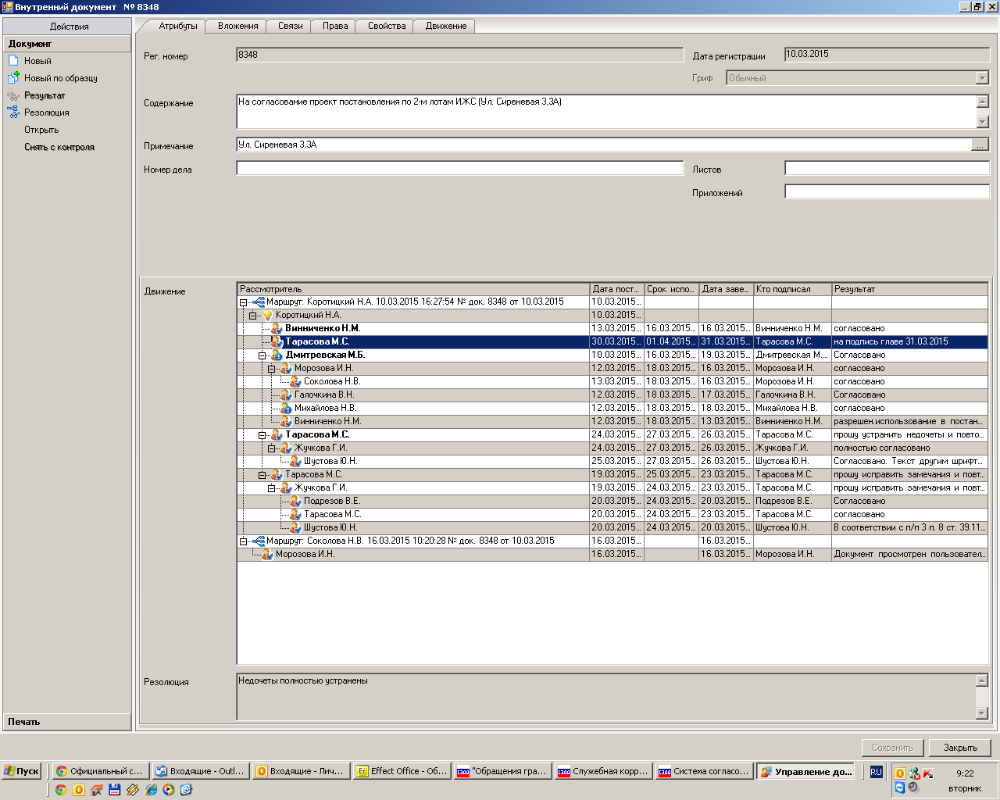 Внутренний документ № 8348
Действия
Документ
Новый
Новый по образцу
Результат
Резолюция
Открыть
Снять с контроля
Печать
Атрибуты Вложения Связи Права Свойства Движение
Рег. номер 8348 Дата регистрации 10.03.2015
Гриф Обычный
Содержание На согласование проект постановления по 2-м лотам ИЖС (Ул. Сиреневая 3,3А)
Примечание Ул. Сиреневая 3,3А ...
Номер дела Листов
Приложений
Движение
Рассмотритель Дата пост... Срок испо... Дата заве... Кто подписал Результат
Маршрут: Коротицкий Н.А. 10.03.2015 16:27:54 № док. 8348 от 10.03.2015 10.03.2015...
Коротицкий Н.А. 10.03.2015...
Винниченко Н.М. 13.03.2015... 16.03.2015... 16.03.2015... Винниченко Н.М. согласовано
Тарасова М.С. 30.03.2015... 01.04.2015... 31.03.2015... Тарасова М.С. на подпись главе 31.03.2015
Дмитревская М.Б. 10.03.2015... 16.03.2015... 19.03.2015... Дмитревская М.... Согласовано
Морозова И.Н. 12.03.2015... 18.03.2015... 16.03.2015... Морозова И.Н. согласовано
Соколова Н.В. 13.03.2015... 18.03.2015... 16.03.2015... Морозова И.Н. согласовано
Галочкина В.Н. 12.03.2015... 18.03.2015... 17.03.2015... Галочкина В.Н. Согласовано
Михайлова Н.В. 12.03.2015... 18.03.2015... 18.03.2015... Михайлова Н.В. согласовано
Винниченко Н.М. 12.03.2015... 18.03.2015... 13.03.2015... Винниченко Н.М. разрешен.использование в постан...
Тарасова М.С. 24.03.2015... 27.03.2015... 26.03.2015... Тарасова М.С. прошу устранить недочеты и повто...
Жучкова Г.И. 24.03.2015... 27.03.2015... 26.03.2015... Жучкова Г.И. полностью согласовано
Шустова Ю.Н. 25.03.2015... 27.03.2015... 26.03.2015... Шустова Ю.Н. Согласовано. Текст другим шрифт...
Тарасова М.С. 19.03.2015... 25.03.2015... 23.03.2015... Тарасова М.С. прошу исправить замечания и повт...
Жучкова Г.И. 19.03.2015... 24.03.2015... 23.03.2015... Тарасова М.С. прошу исправить замечания и повт...
Подрезов В.Е. 20.03.2015... 24.03.2015... 20.03.2015... Подрезов В.Е. Согласовано
Тарасова М.С. 20.03.2015... 24.03.2015... 23.03.2015... Тарасова М.С. согласовано
Шустова Ю.Н. 20.03.2015... 24.03.2015... 20.03.2015... Шустова Ю.Н. В соответствии с п/п 3 п. 8 ст. 39.11...
Маршрут: Соколова Н.В. 16.03.2015 10:20:28 № док. 8348 от 10.03.2015 16.03.2015... 16.03.2015...
Морозова И.Н. 16.03.2015... 16.03.2015... Морозова И.Н. Документ просмотрен пользовател...
Резолюция Недочеты полностью устранены
Сохранить Закрыть
Пуск Официальный с... Входящие - Outl... Входящие - Лич... Effect Office - Об... "Обращения гра... Служебная корр... Система согласо... Управление до... RU 9:22
вторник